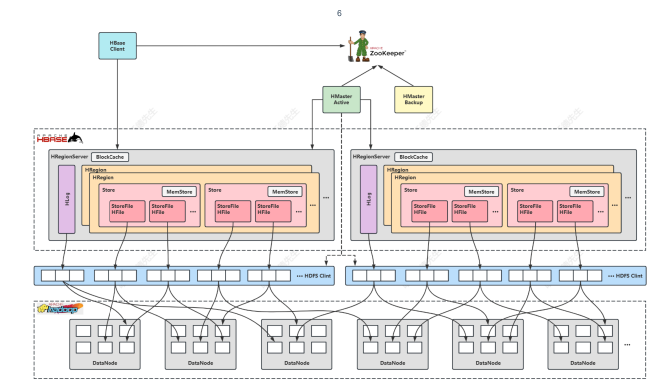 6
HBase
Client
APACHE
ZooKeeper
HMaster
Active
HMaster
Backup
APACHE
HBASE
HRegionServer
BlockCache
HRegion
HRegion
HLog
Store
MemStore
StoreFile
HFile
StoreFile
HFile
...
Store
MemStore
StoreFile
HFile
StoreFile
HFile
...
...
...
HRegionServer
BlockCache
HRegion
HRegion
HLog
Store
MemStore
StoreFile
HFile
StoreFile
HFile
...
Store
MemStore
StoreFile
HFile
StoreFile
HFile
...
...
...
... HDFS Clint
... HDFS Clint
hadoop
DataNode
DataNode
DataNode
DataNode
DataNode
DataNode
...